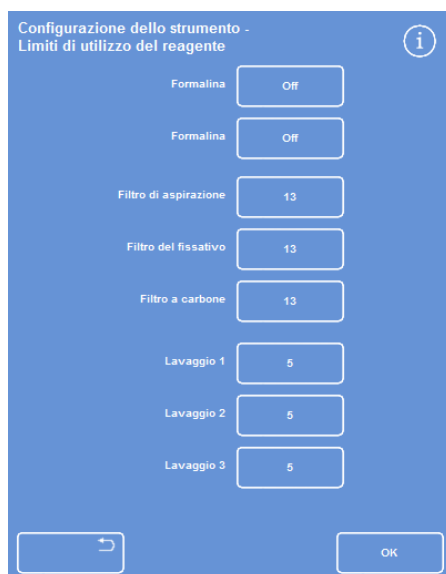 Configurazione dello strumento -
Limiti di utilizzo del reagente
i
Formalina Off
Formalina Off
Filtro di aspirazione 13
Filtro del fissativo 13
Filtro a carbone 13
Lavaggio 1 5
Lavaggio 2 5
Lavaggio 3 5
OK